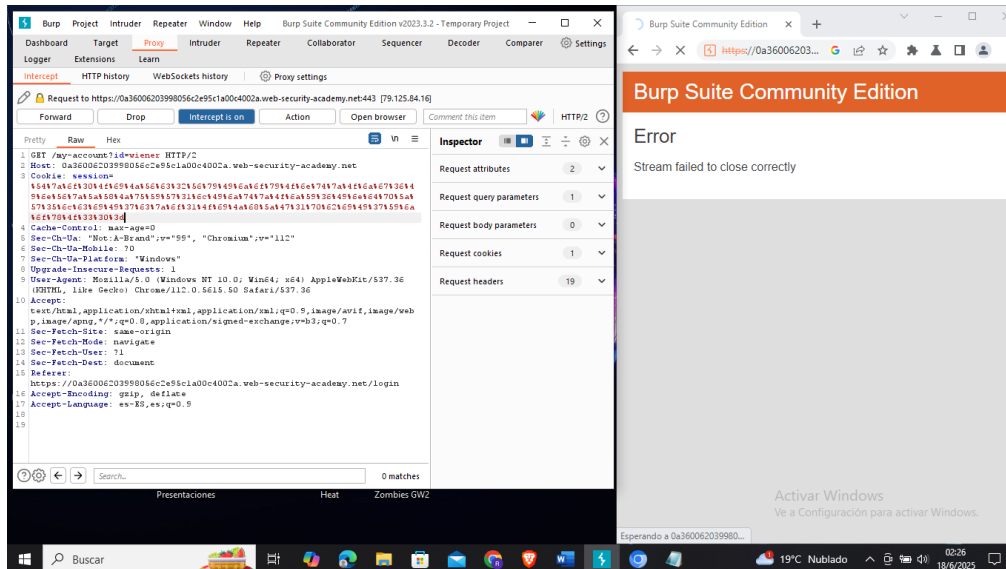 Burp Project Intruder Repeater Window Help Burp Suite Community Edition v2023.3.2 - Temporary Project
Dashboard Target Proxy Intruder Repeater Collaborator Sequencer Decoder Comparer Settings
Logger Extensions Learn
Intercept HTTP history WebSockets history Proxy settings
Request to https://0a36006203998056c2e95c1a00c4002a.web-security-academy.net:443 [79.125.84.16]
Forward Drop Intercept is on Action Open browser Comment this item HTTP/2
Pretty Raw Hex \n
1 GET /my-account?id=wiener HTTP/2
2 Host: 0a36006203998056c2e95c1a00c4002a.web-security-academy.net
3 Cookie: session=
4 Cache-Control: max-age=0
5 Sec-Ch-Ua: "Not:A-Brand";v="99", "Chromium";v="112"
6 Sec-Ch-Ua-Mobile: ?0
7 Sec-Ch-Ua-Platform: "Windows"
8 Upgrade-Insecure-Requests: 1
9 User-Agent: Mozilla/5.0 (Windows NT 10.0; Win64; x64) AppleWebKit/537.36
(KHTML, like Gecko) Chrome/112.0.5615.50 Safari/537.36
10 Accept:
text/html,application/xhtml+xml,application/xml;q=0.9,image/avif,image/web
p,image/apng,*/*;q=0.8,application/signed-exchange;v=b3;q=0.7
11 Sec-Fetch-Site: same-origin
12 Sec-Fetch-Mode: navigate
13 Sec-Fetch-User: ?1
14 Sec-Fetch-Dest: document
15 Referer:
https://0a36006203998056c2e95c1a00c4002a.web-security-academy.net/login
16 Accept-Encoding: gzip, deflate
17 Accept-Language: es-ES,es;q=0.9
18
19
Search...
0 matches
Inspector
Request attributes 2
Request query parameters 1
Request body parameters 0
Request cookies 1
Request headers 19
Presentaciones Heat Zombies GW2
Burp Suite Community Edition
https://0a36006203...
Burp Suite Community Edition
Error
Stream failed to close correctly
Activar Windows
Ve a Configuración para activar Windows.
Esperando a 0a360062039980...
Buscar
19°C Nublado
02:26
18/6/2025